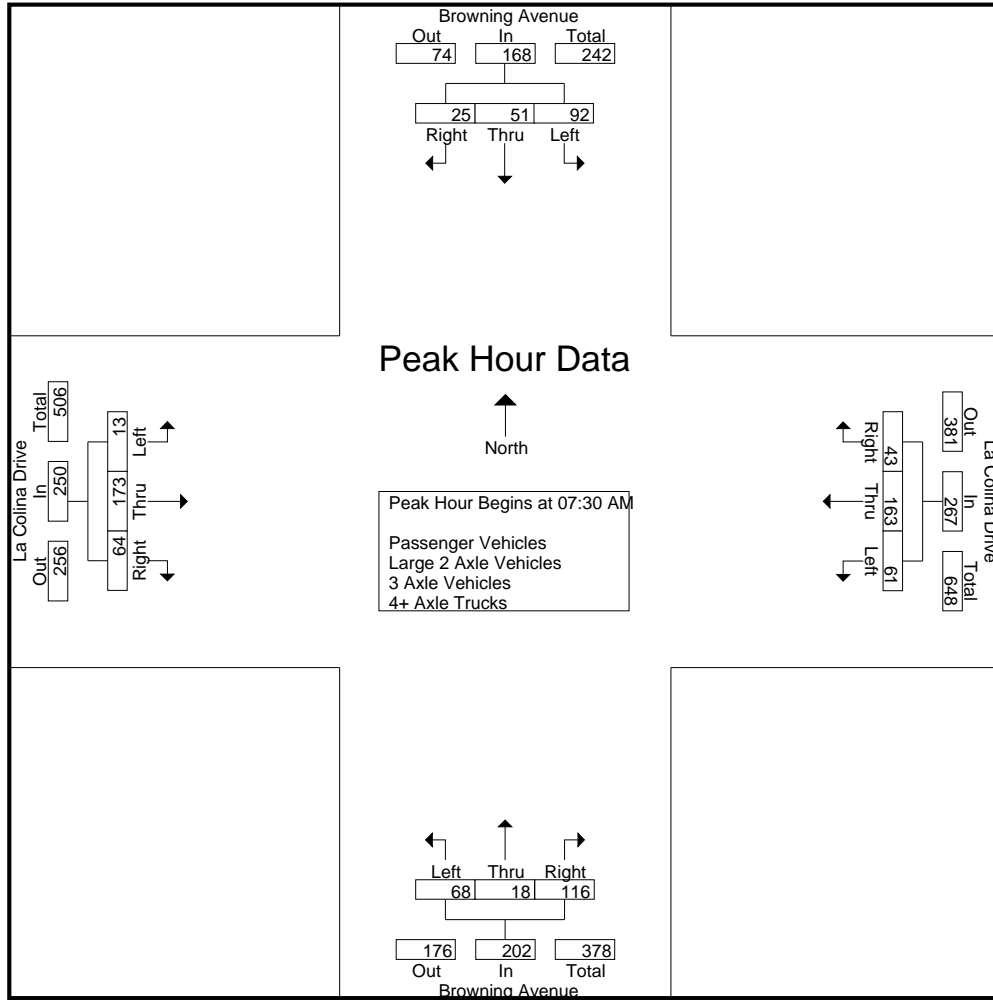 Browning Avenue
Out In Total
74 168 242
25 51 92
Right Thru Left
Peak Hour Data
North
Peak Hour Begins at 07:30 AM
Passenger Vehicles
Large 2 Axle Vehicles
3 Axle Vehicles
4+ Axle Trucks
La Colina Drive
Out In Total
256 250 506
Right Thru Left
64 173 13
La Colina Drive
Out In Total
381 267 648
43 163 61
Right Thru Left
Left Thru Right
68 18 116
176 202 378
Out In Total
Browning Avenue